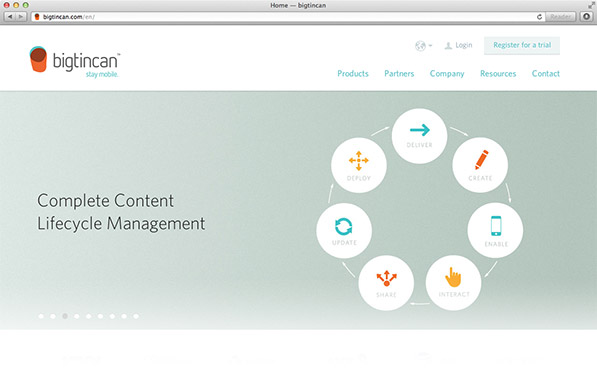 Home — bigtincan
bigtincan.com/en/
Reader
bigtincan™
stay mobile.
Login
Register for a trial
Products Partners Company Resources Contact
Complete Content
Lifecycle Management
DELIVER
CREATE
ENABLE
INTERACT
SHARE
UPDATE
DEPLOY